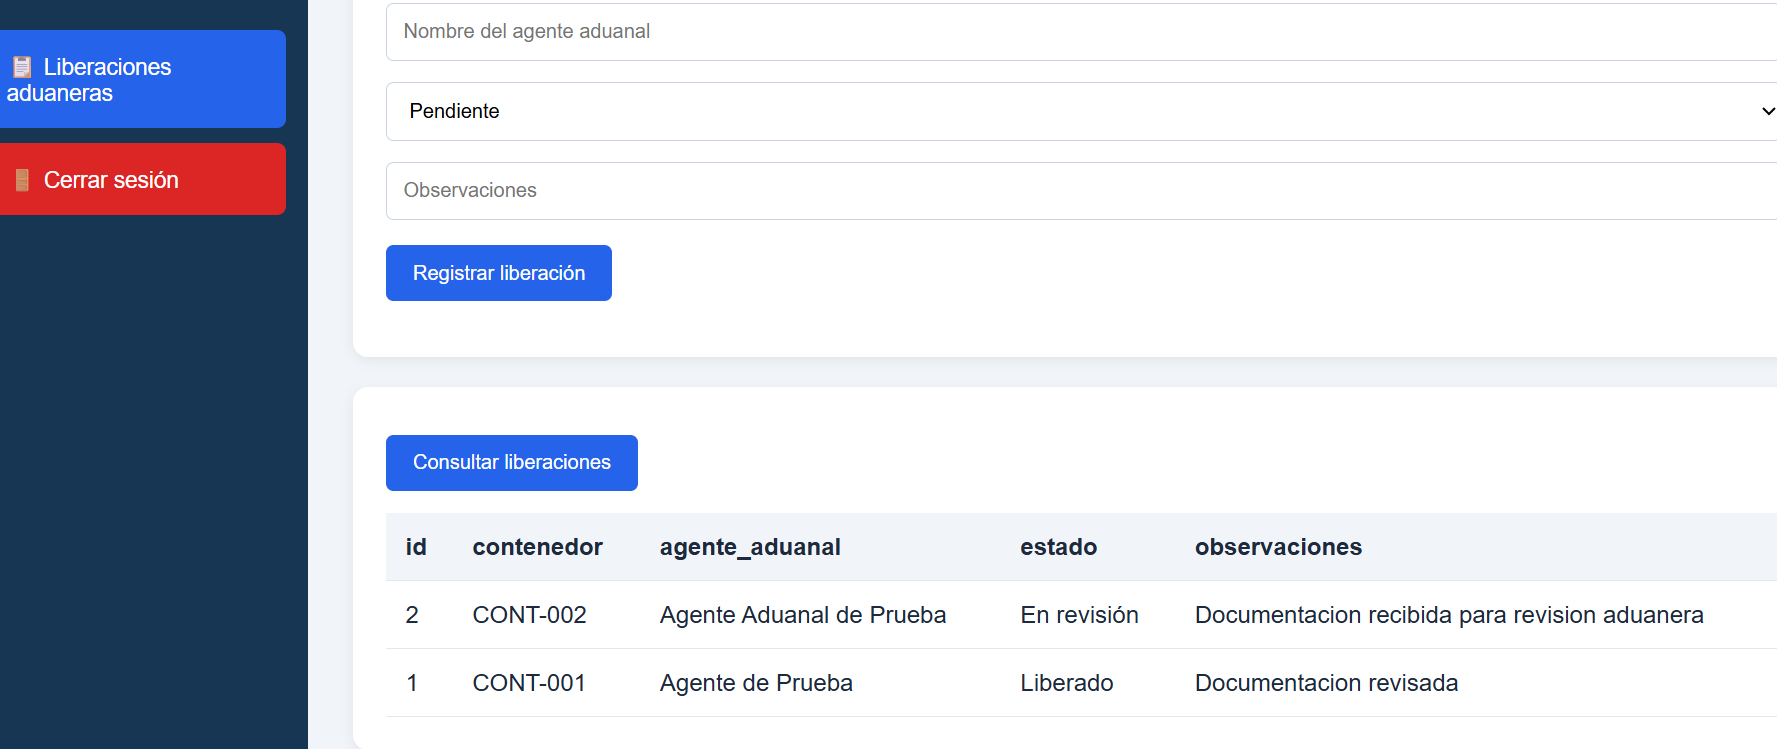 Liberaciones
aduaneras
Cerrar sesión
Nombre del agente aduanal
Pendiente
Observaciones
Registrar liberación
Consultar liberaciones
id contenedor agente_aduanal estado observaciones
2 CONT-002 Agente Aduanal de Prueba En revisión Documentacion recibida para revision aduanera
1 CONT-001 Agente de Prueba Liberado Documentacion revisada